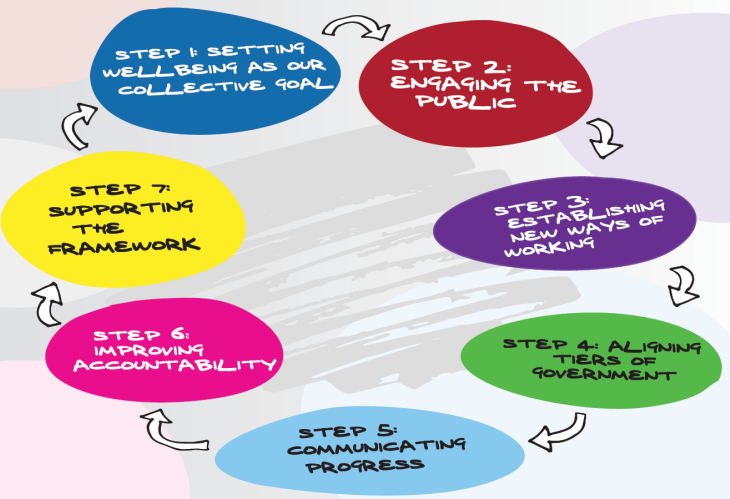 STEP 1: SETTING
WELLBEING AS OUR
COLLECTIVE GOAL
STEP 2:
ENGAGING THE
PUBLIC
STEP 3:
ESTABLISHING
NEW WAYS OF
WORKING
STEP 4: ALIGNING
TIERS OF
GOVERNMENT
STEP 5:
COMMUNICATING
PROGRESS
STEP 6:
IMPROVING
ACCOUNTABILITY
STEP 7:
SUPPORTING
THE
FRAMEWORK